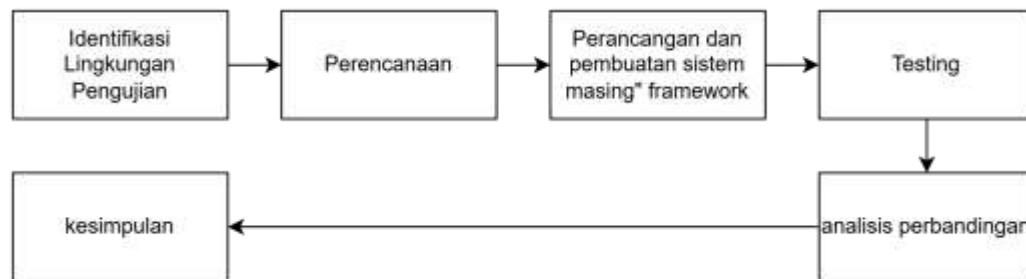 Identifikasi
Lingkungan
Pengujian
Perencanaan
Perancangan dan
pembuatan sistem
masing" framework
Testing
analisis perbandingan
kesimpulan